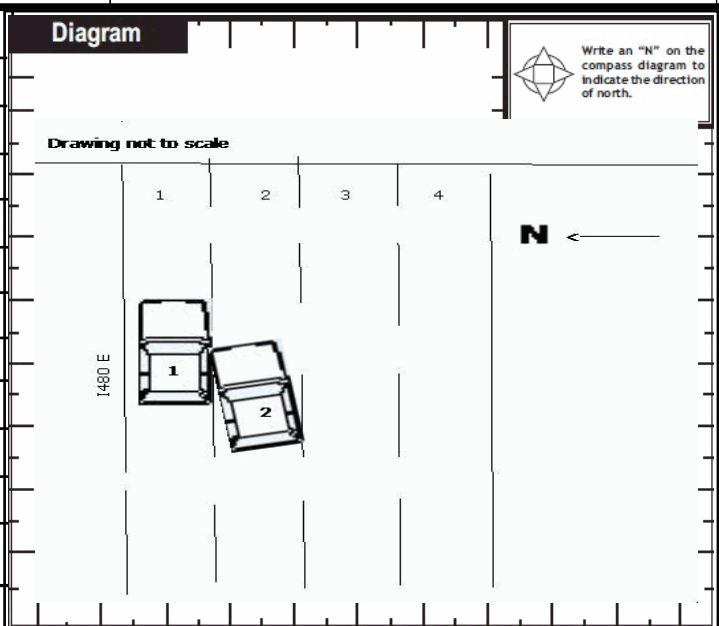 Diagram
Write an “N” on the
compass diagram to
indicate the direction
of north.
Drawing not to scale
1 2 3 4
N
I480 E
1
2